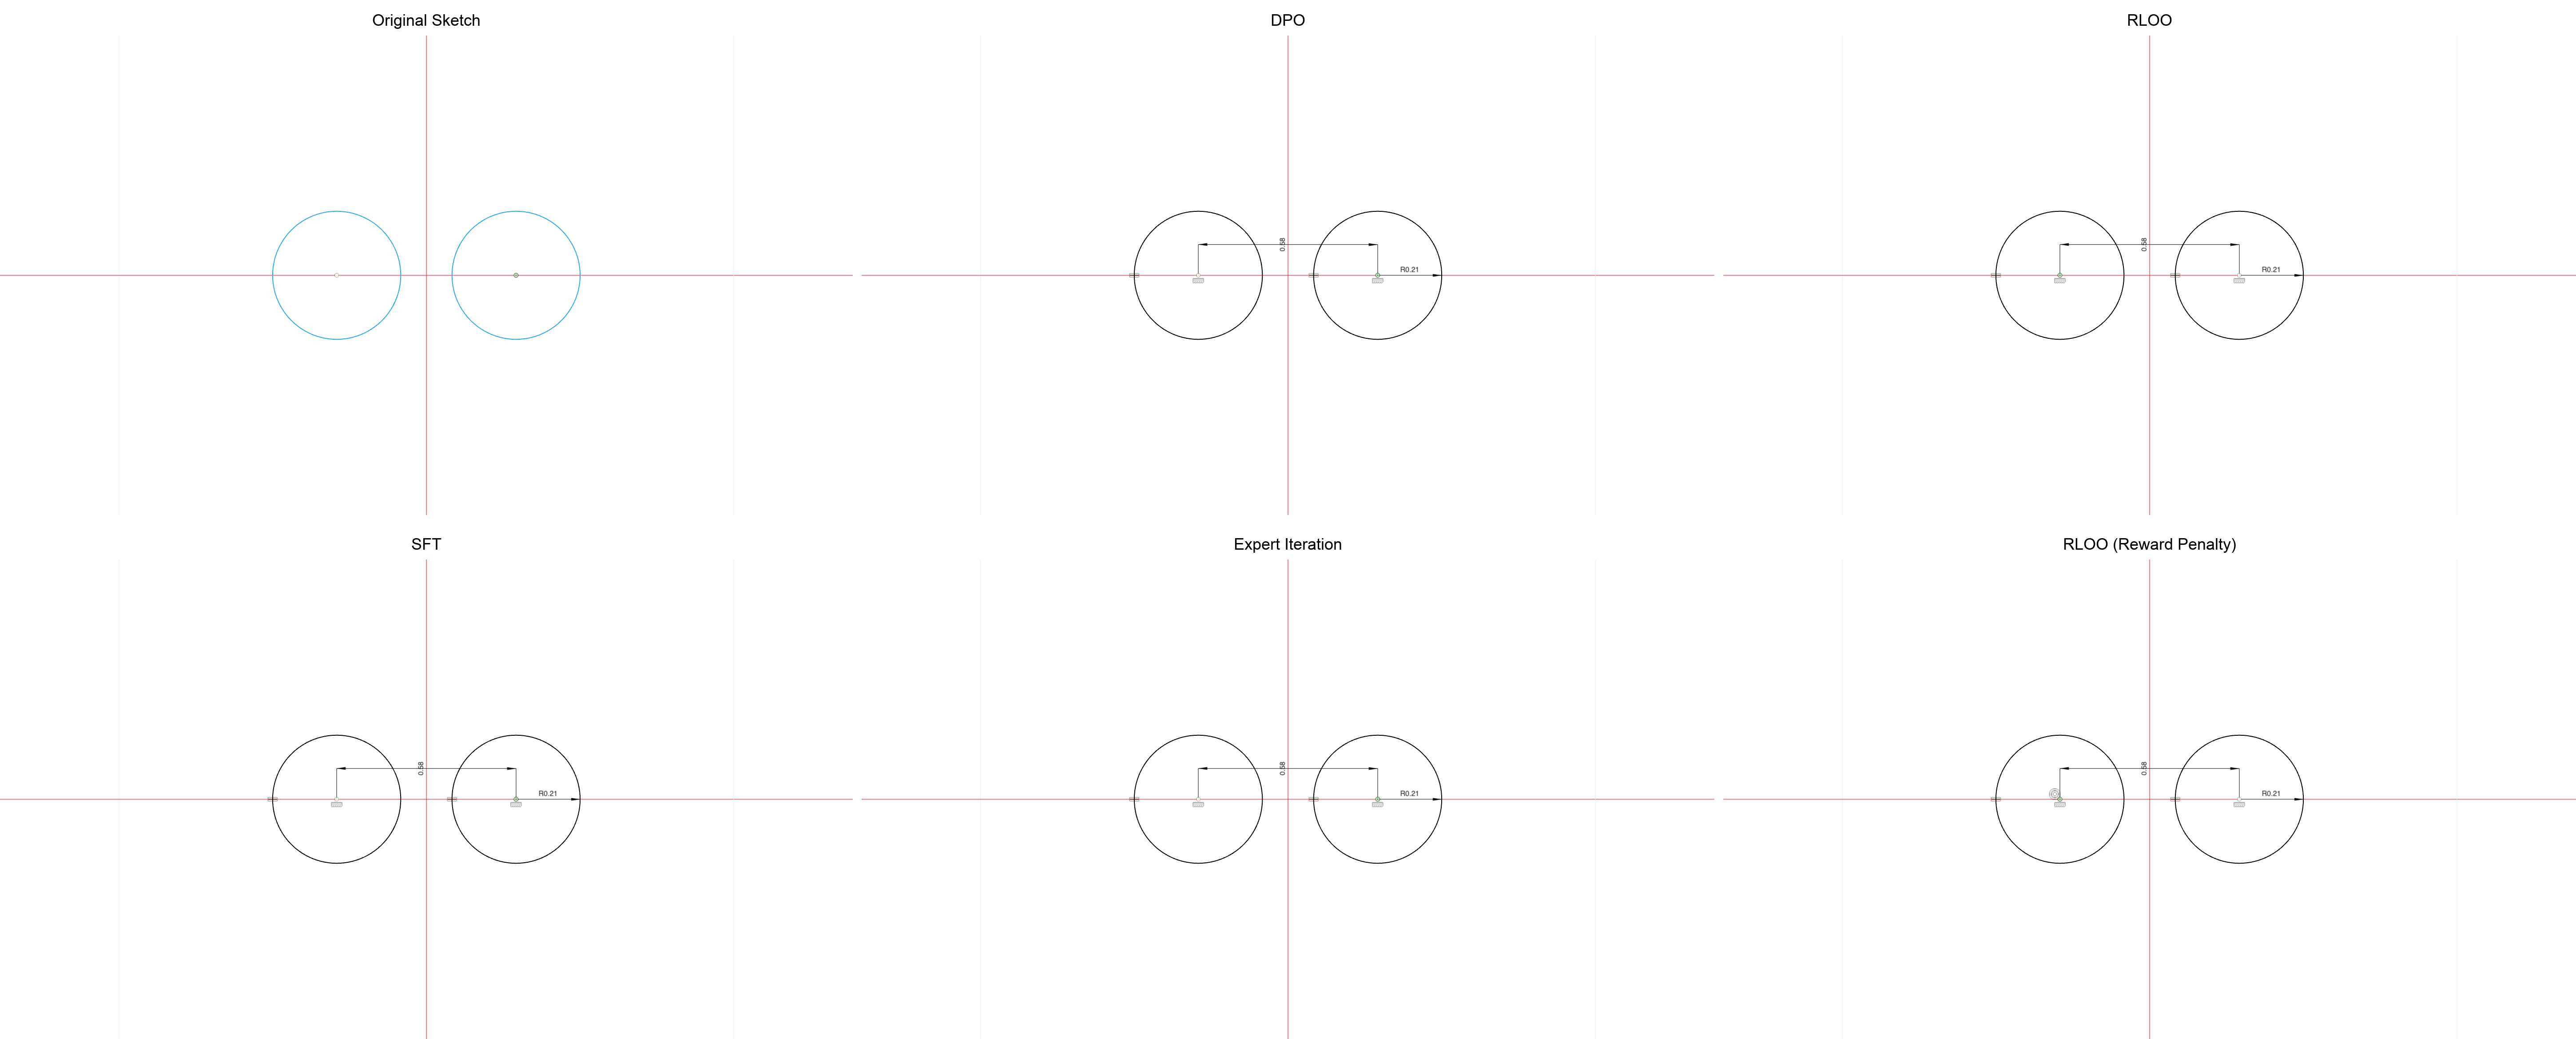 Original Sketch
DPO
RLOO
0.58
R0.21
0.58
R0.21
SFT
Expert Iteration
RLOO (Reward Penalty)
0.58
R0.21
0.58
R0.21
0.58
R0.21